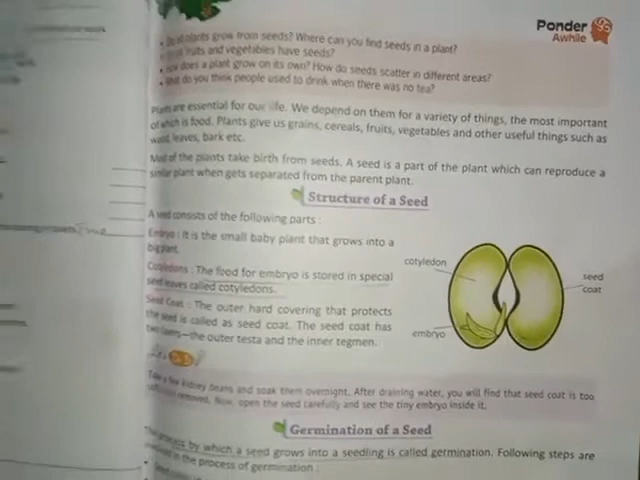 Ponder
Awhile
plants grow from seeds? Where can you find seeds in a plant?
fruits and vegetables have seeds?
does a plant grow on its own? How do seeds scatter in different areas?
do you think people used to drink when there was no tea?
Plants are essential for our life. We depend on them for a variety of things, the most important
of which is food. Plants give us grains, cereals, fruits, vegetables and other useful things such as
wood, leaves, bark etc.
Most of the plants take birth from seeds. A seed is a part of the plant which can reproduce a
similar plant when gets separated from the parent plant.
Structure of a Seed
A seed consists of the following parts :
Embryo : It is the small baby plant that grows into a
big plant.
Cotyledons : The food for embryo is stored in special
seed leaves called cotyledons.
Seed Coat : The outer hard covering that protects
the seed is called as seed coat. The seed coat has
two layers—the outer testa and the inner tegmen.
cotyledon
seed
coat
embryo
Take a few kidney beans and soak them overnight. After draining water, you will find that seed coat is too
soft removed. Now, open the seed carefully and see the tiny embryo inside it.
Germination of a Seed
The process by which a seed grows into a seedling is called germination. Following steps are
involved in the process of germination :